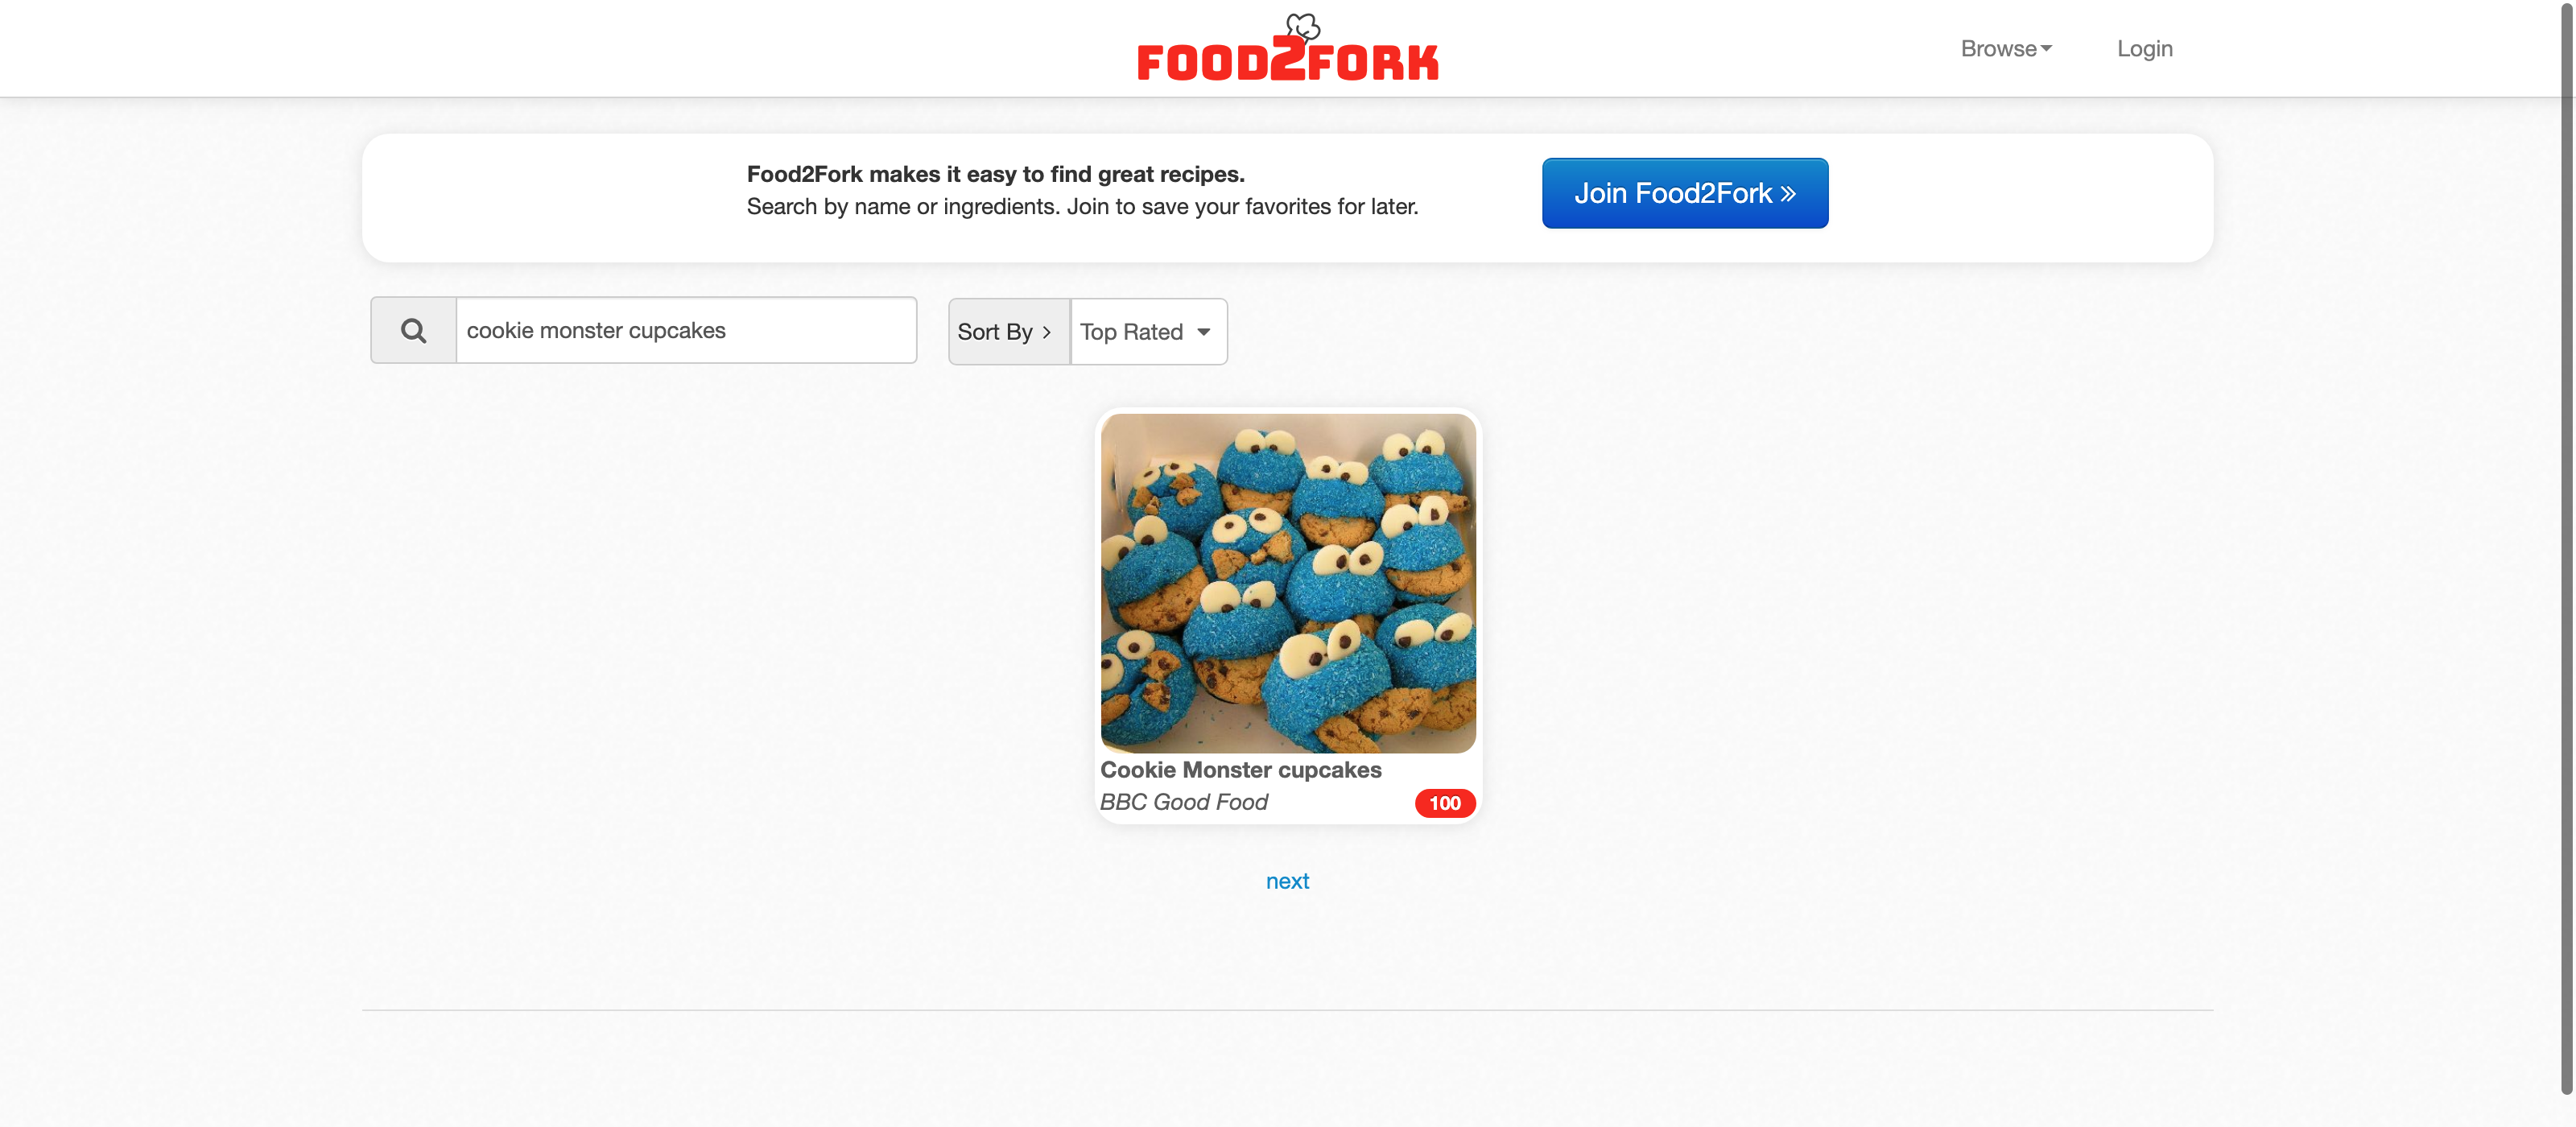 FOOD2FORK
Browse
Login
Food2Fork makes it easy to find great recipes.
Search by name or ingredients. Join to save your favorites for later.
Join Food2Fork »
cookie monster cupcakes
Sort By >
Top Rated
Cookie Monster cupcakes
BBC Good Food
100
next